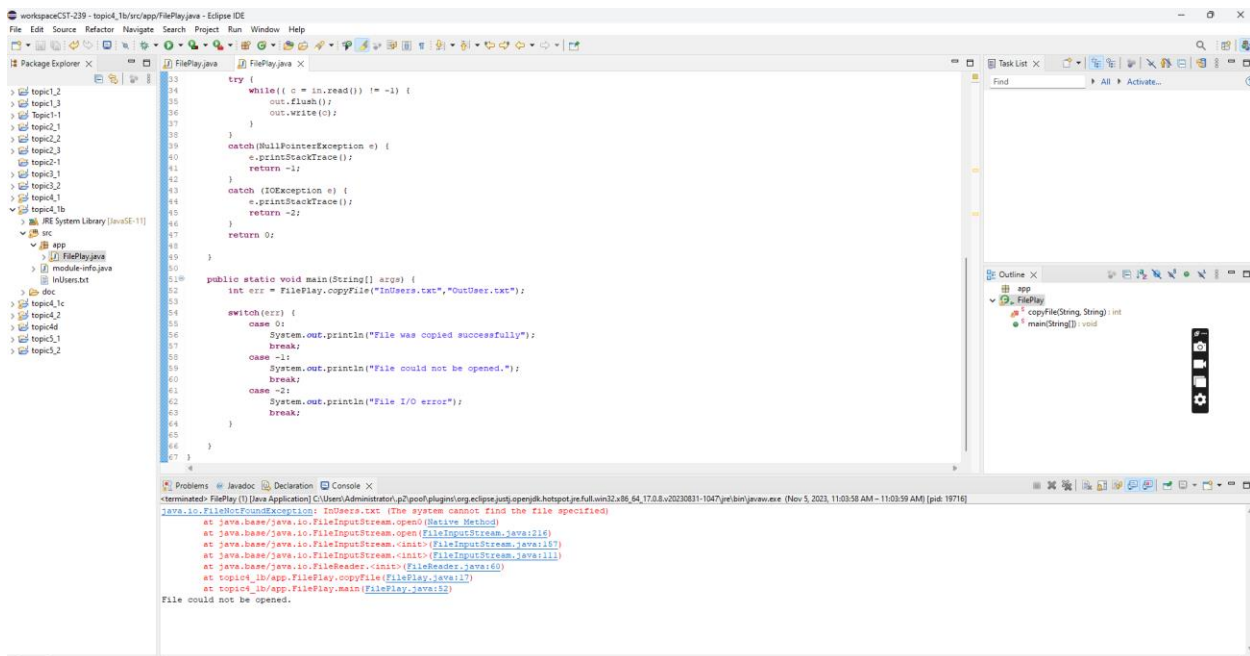 workspaceCST-239 - topic4_1b/src/app/FilePlay.java - Eclipse IDE
File Edit Source Refactor Navigate Search Project Run Window Help
Package Explorer
FilePlay.java
FilePlay.java
Task List
Find
All
Activate...
topic1_2
topic1_3
Topic1-1
topic2_1
topic2_2
topic2_3
topic2-1
topic3_1
topic3_2
topic4_1
topic4_1b
JRE System Library [JavaSE-11]
src
app
FilePlay.java
module-info.java
InUsers.txt
doc
topic4_1c
topic4_2
topic4d
topic5_1
topic5_2
33 try {
34 while(( c = in.read()) != -1) {
35 out.flush();
36 out.write(c);
37 }
38 }
39 catch(NullPointerException e) {
40 e.printStackTrace();
41 return -1;
42 }
43 catch (IOException e) {
44 e.printStackTrace();
45 return -2;
46 }
47 return 0;
48
49 }
50
51 public static void main(String[] args) {
52 int err = FilePlay.copyFile("InUsers.txt","OutUser.txt");
53
54 switch(err) {
55 case 0:
56 System.out.println("File was copied successfully");
57 break;
58 case -1:
59 System.out.println("File could not be opened.");
60 break;
61 case -2:
62 System.out.println("File I/O error");
63 break;
64 }
65
66 }
67 }
Outline
app
FilePlay
copyFile(String, String) : int
main(String[]) : void
Problems Javadoc Declaration Console
<terminated> FilePlay (1) [Java Application] C:\Users\Administrator\.p2\pool\plugins\org.eclipse.justj.openjdk.hotspot.jre.full.win32.x86_64_17.0.8.v20230831-1047\jre\bin\javaw.exe (Nov 5, 2023, 11:03:58 AM – 11:03:59 AM) [pid: 19716]
java.io.FileNotFoundException: InUsers.txt (The system cannot find the file specified)
at java.base/java.io.FileInputStream.open0(Native Method)
at java.base/java.io.FileInputStream.open(FileInputStream.java:216)
at java.base/java.io.FileInputStream.<init>(FileInputStream.java:157)
at java.base/java.io.FileInputStream.<init>(FileInputStream.java:111)
at java.base/java.io.FileReader.<init>(FileReader.java:60)
at topic4_1b/app.FilePlay.copyFile(FilePlay.java:17)
at topic4_1b/app.FilePlay.main(FilePlay.java:52)
File could not be opened.